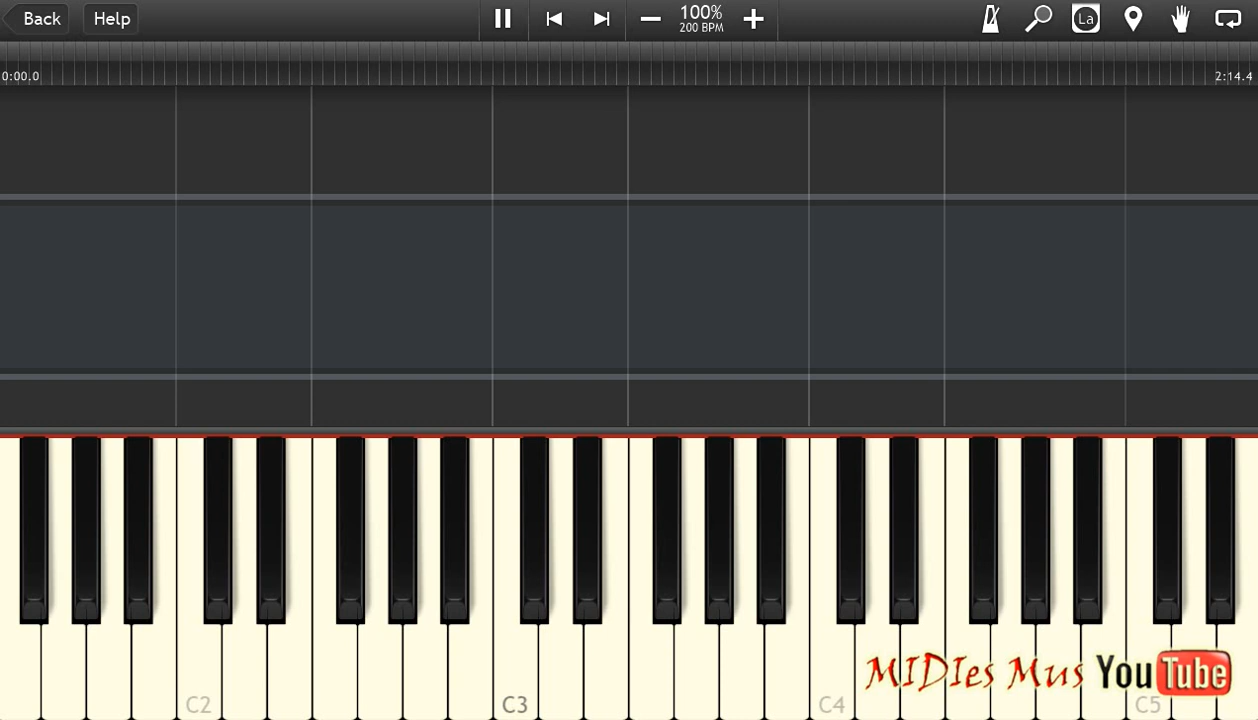 Back
Help
100%
200 BPM
La
0:00.0
2:14.4
MIDIes Mus YouTube
C2
C3
C4
C5